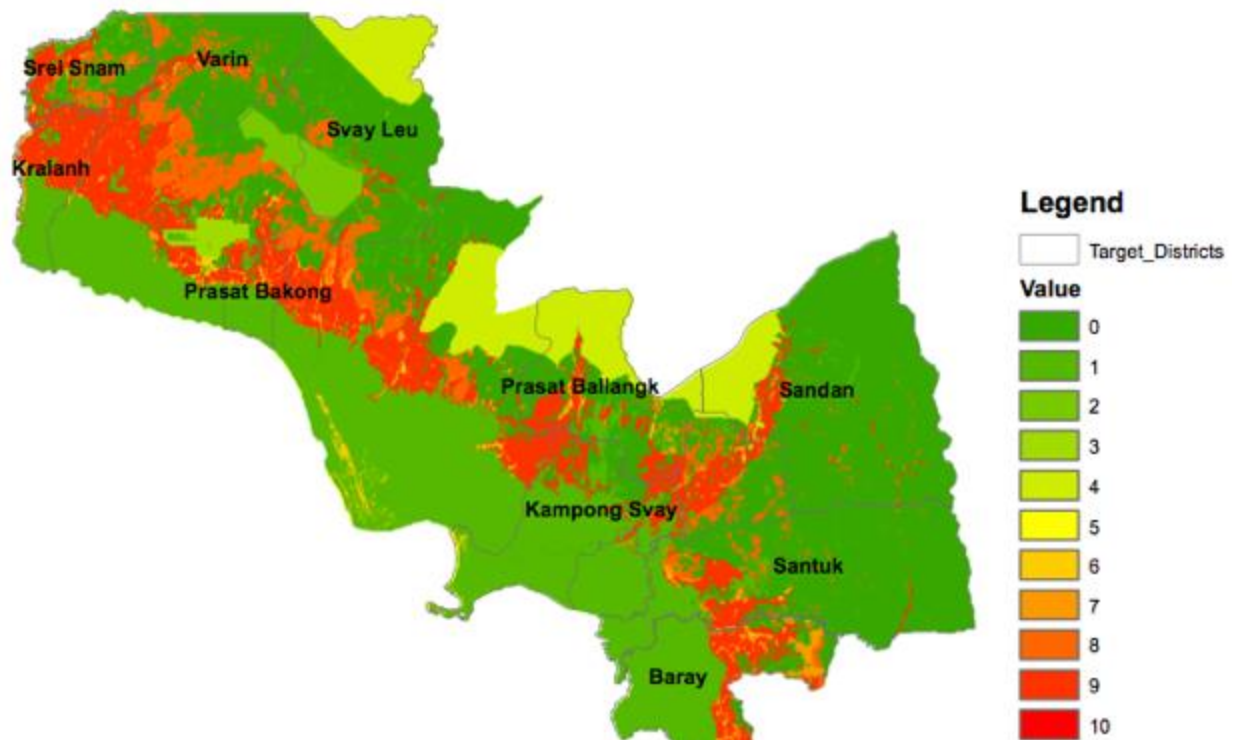 Varin
Srei Snam
Svay Leu
Kralanh
Prasat Bakong
Prasat Ballangk
Sandan
Kampong Svay
Santuk
Baray
Legend
Target_Districts
Value
0
1
2
3
4
5
6
7
8
9
10